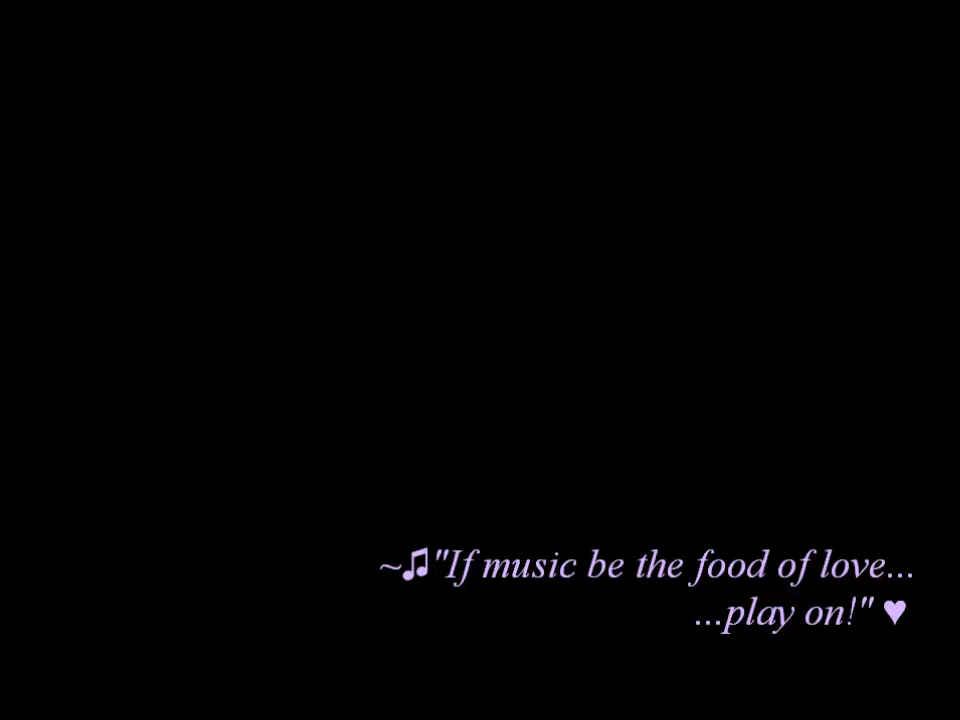 ~♫"If music be the food of love...
...play on!" ♥